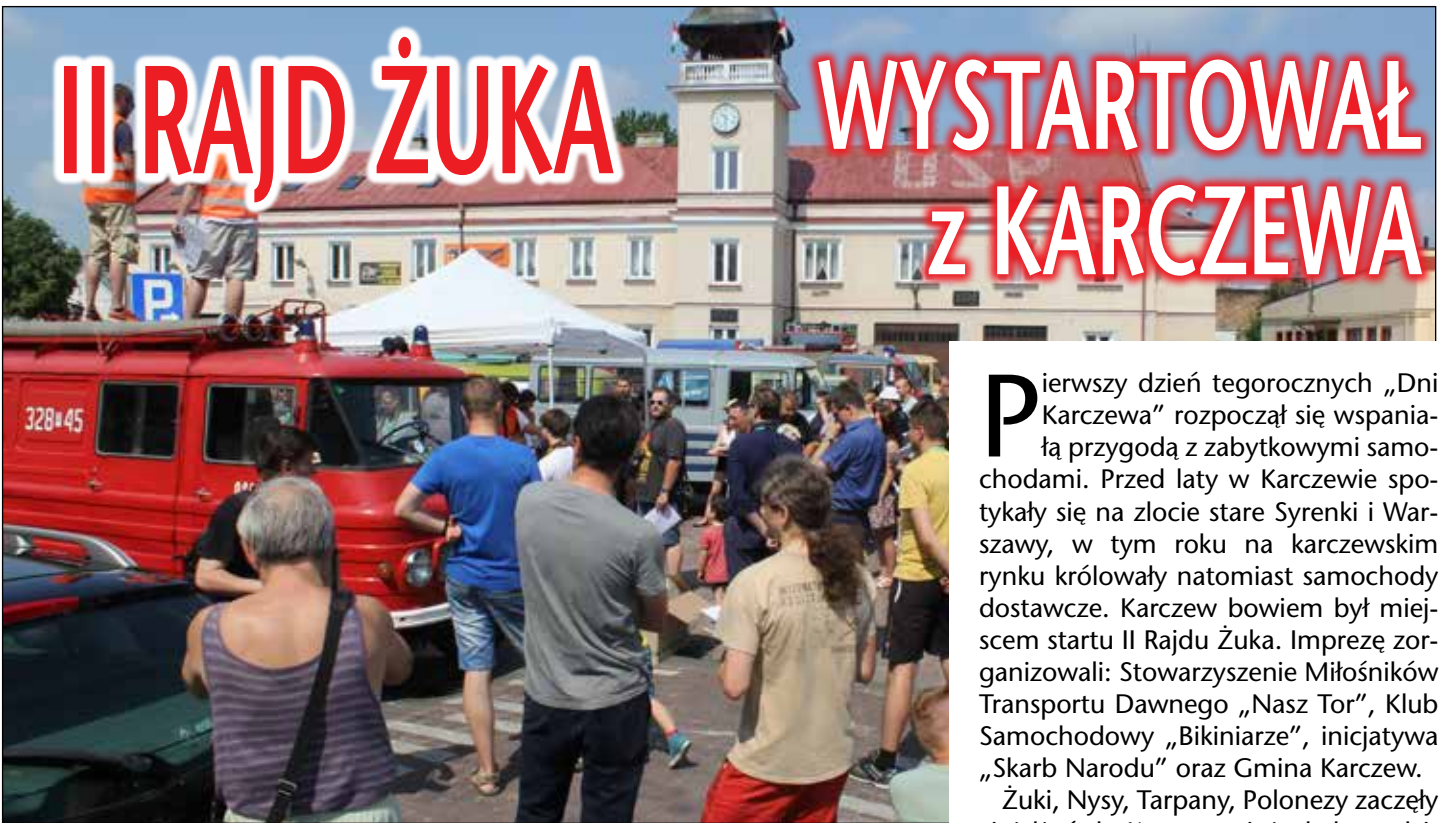 II RAJD ŻUKA
WYSTARTOWAŁ
z KARCZEWA
OSP
P
328 45
Pierwszy dzień tegorocznych „Dni
Karczewa” rozpoczął się wspania-
łą przygodą z zabytkowymi samo-
chodami. Przed laty w Karczewie spo-
tykały się na zlocie stare Syrenki i War-
szawy, w tym roku na karczewskim
rynku królowały natomiast samochody
dostawcze. Karczew bowiem był miej-
scem startu II Rajdu Żuka. Imprezę zor-
ganizowali: Stowarzyszenie Miłośników
Transportu Dawnego „Nasz Tor”, Klub
Samochodowy „Bikiniarze”, inicjatywa
„Skarb Narodu” oraz Gmina Karczew.
Żuki, Nysy, Tarpany, Polonezy zaczęły